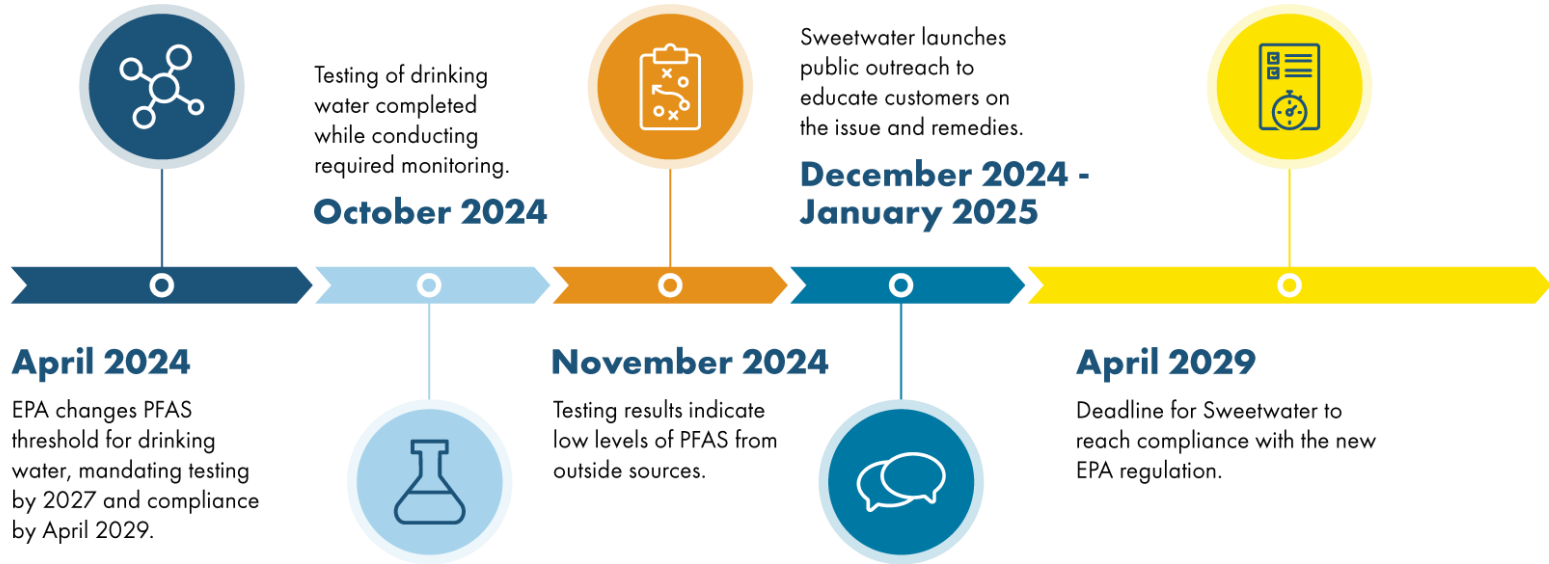 April 2024
EPA changes PFAS
threshold for drinking
water, mandating testing
by 2027 and compliance
by April 2029.
Testing of drinking
water completed
while conducting
required monitoring.
October 2024
November 2024
Testing results indicate
low levels of PFAS from
outside sources.
Sweetwater launches
public outreach to
educate customers on
the issue and remedies.
December 2024 -
January 2025
April 2029
Deadline for Sweetwater to
reach compliance with the new
EPA regulation.